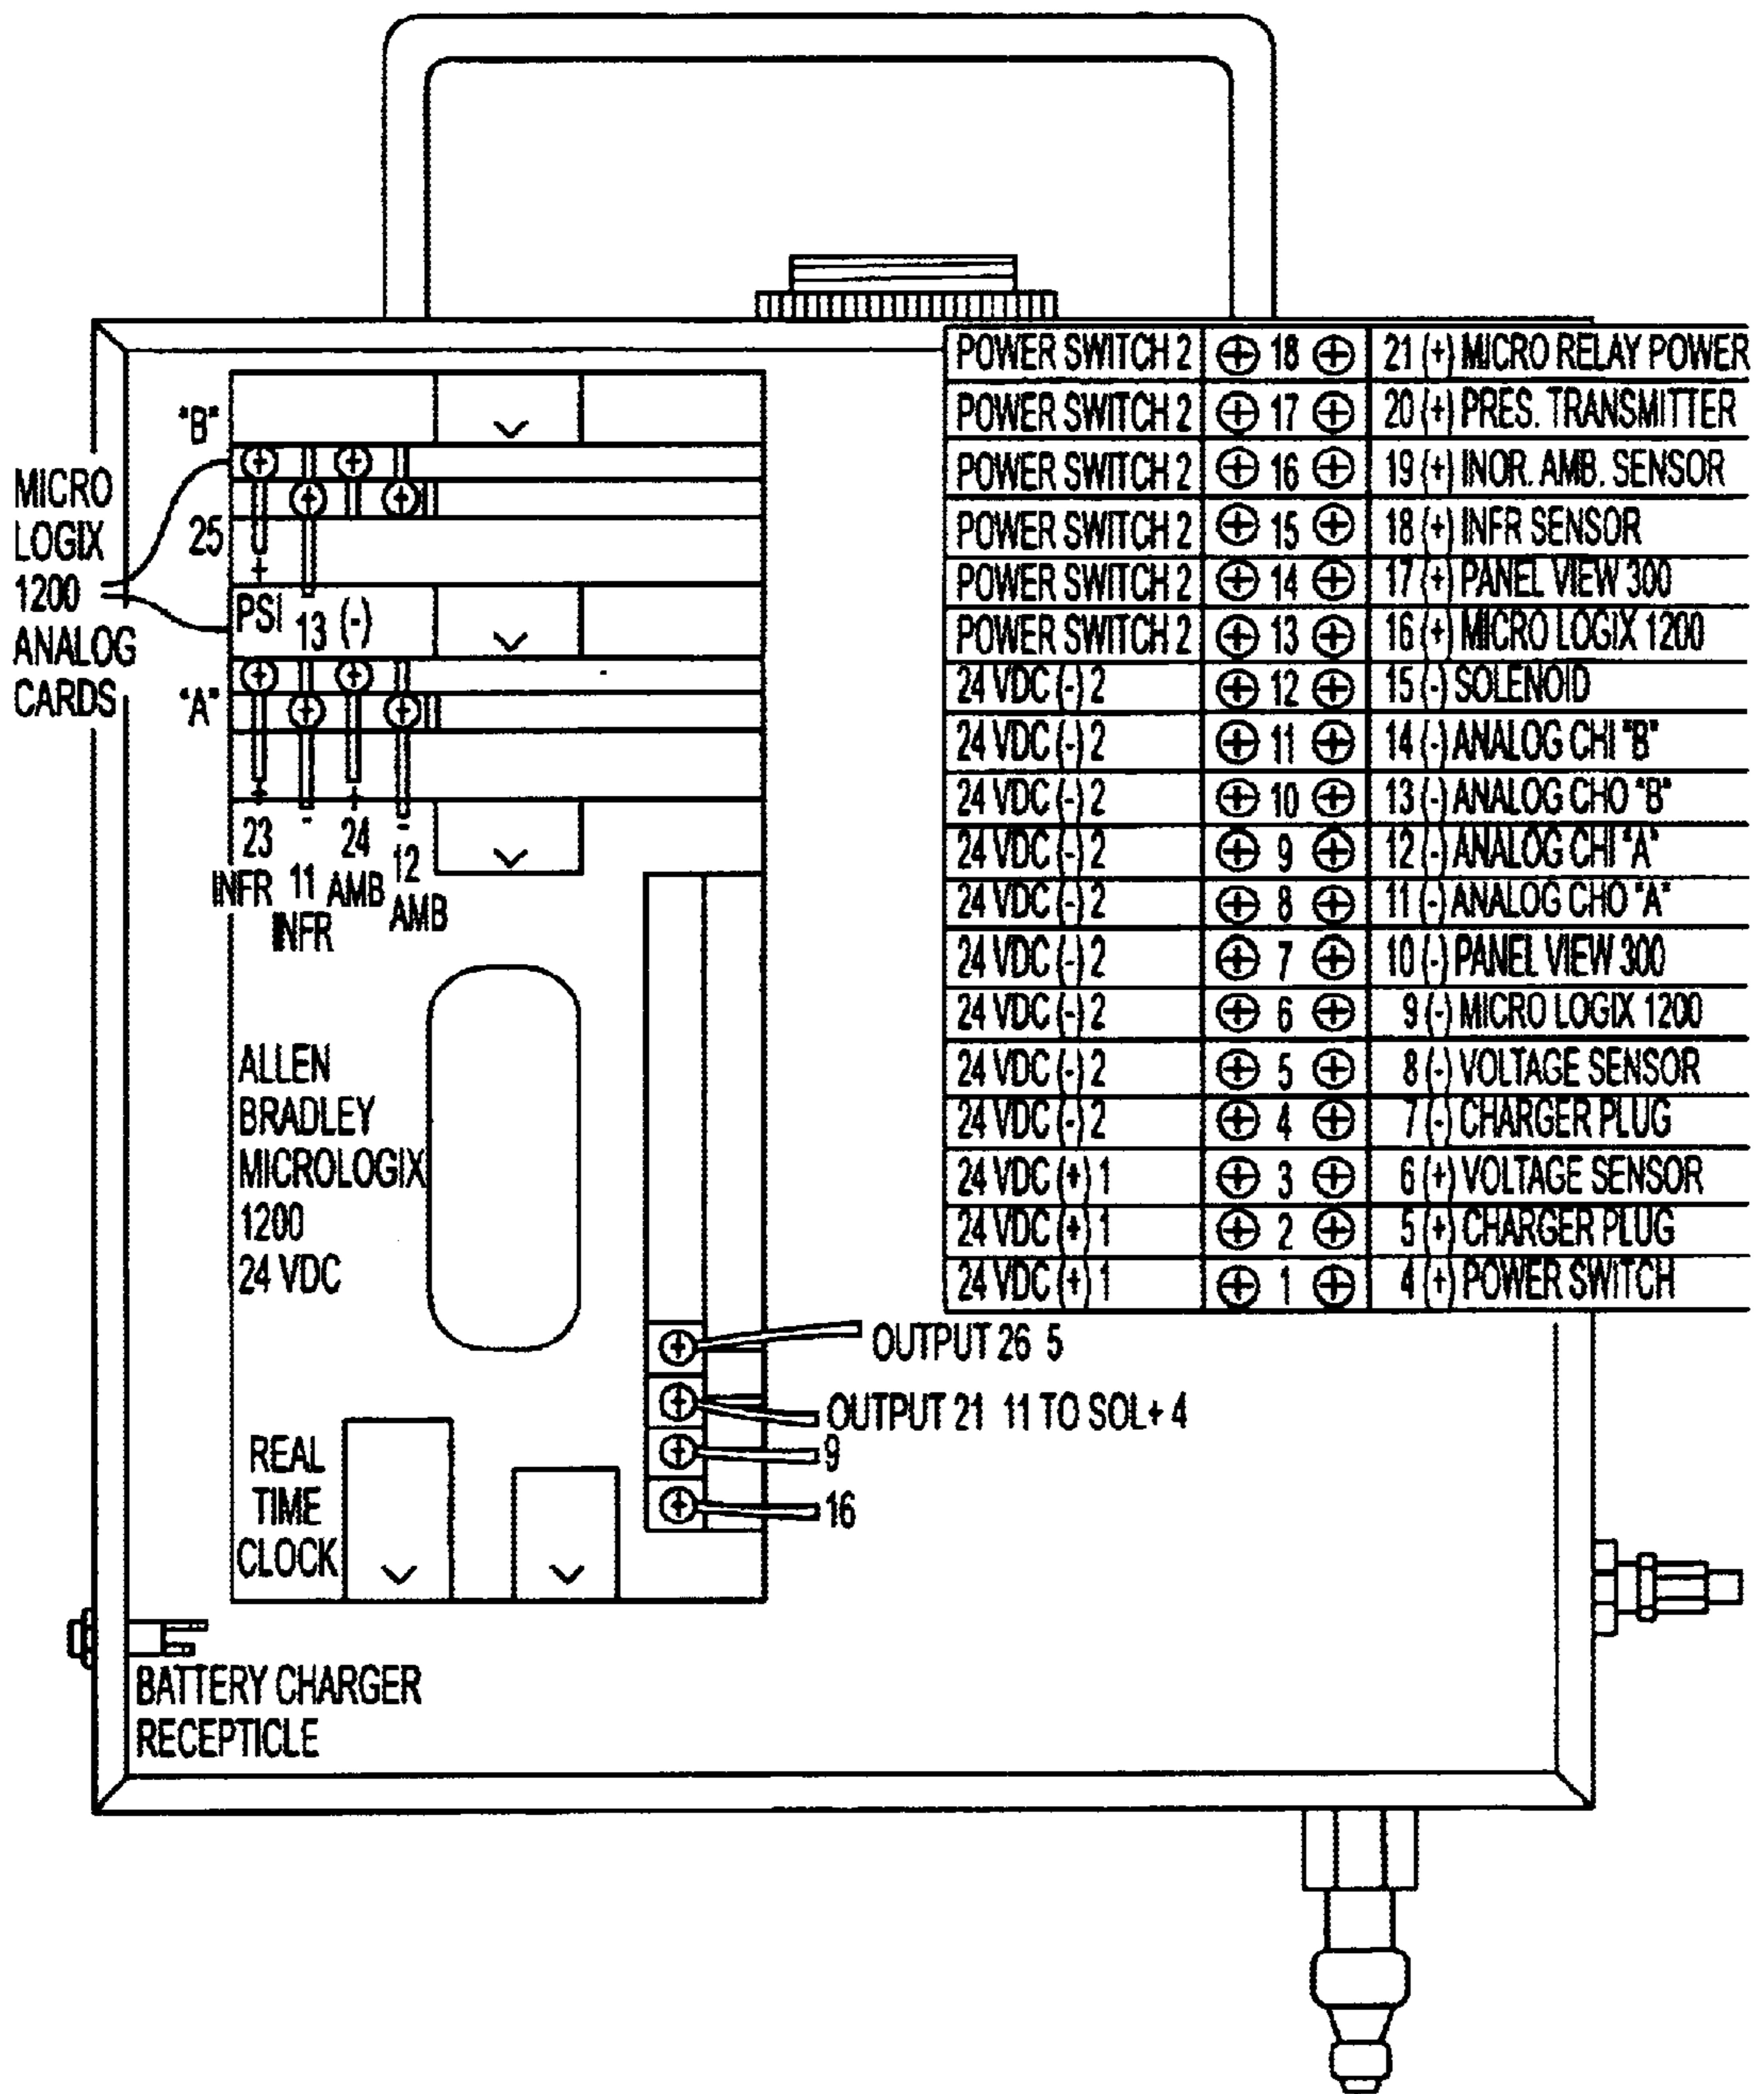 "B"
MICRO
LOGIX
1200
ANALOG
CARDS
25
+
PSI 13 (-)
"A"
+ - + -
23 11 24 12
INFR INFR AMB AMB
ALLEN
BRADLEY
MICROLOGIX
1200
24 VDC
REAL
TIME
CLOCK
BATTERY CHARGER
RECEPTICLE
POWER SWITCH 2 18 21 (+) MICRO RELAY POWER
POWER SWITCH 2 17 20 (+) PRES. TRANSMITTER
POWER SWITCH 2 16 19 (+) INOR. AMB. SENSOR
POWER SWITCH 2 15 18 (+) INFR SENSOR
POWER SWITCH 2 14 17 (+) PANEL VIEW 300
POWER SWITCH 2 13 16 (+) MICRO LOGIX 1200
24 VDC (-) 2 12 15 (-) SOLENOID
24 VDC (-) 2 11 14 (-) ANALOG CHI "B"
24 VDC (-) 2 10 13 (-) ANALOG CHO "B"
24 VDC (-) 2 9 12 (-) ANALOG CHI "A"
24 VDC (-) 2 8 11 (-) ANALOG CHO "A"
24 VDC (-) 2 7 10 (-) PANEL VIEW 300
24 VDC (-) 2 6 9 (-) MICRO LOGIX 1200
24 VDC (-) 2 5 8 (-) VOLTAGE SENSOR
24 VDC (-) 2 4 7 (-) CHARGER PLUG
24 VDC (+) 1 3 6 (+) VOLTAGE SENSOR
24 VDC (+) 1 2 5 (+) CHARGER PLUG
24 VDC (+) 1 1 4 (+) POWER SWITCH
OUTPUT 26 5
OUTPUT 21 11 TO SOL+ 4
9
16